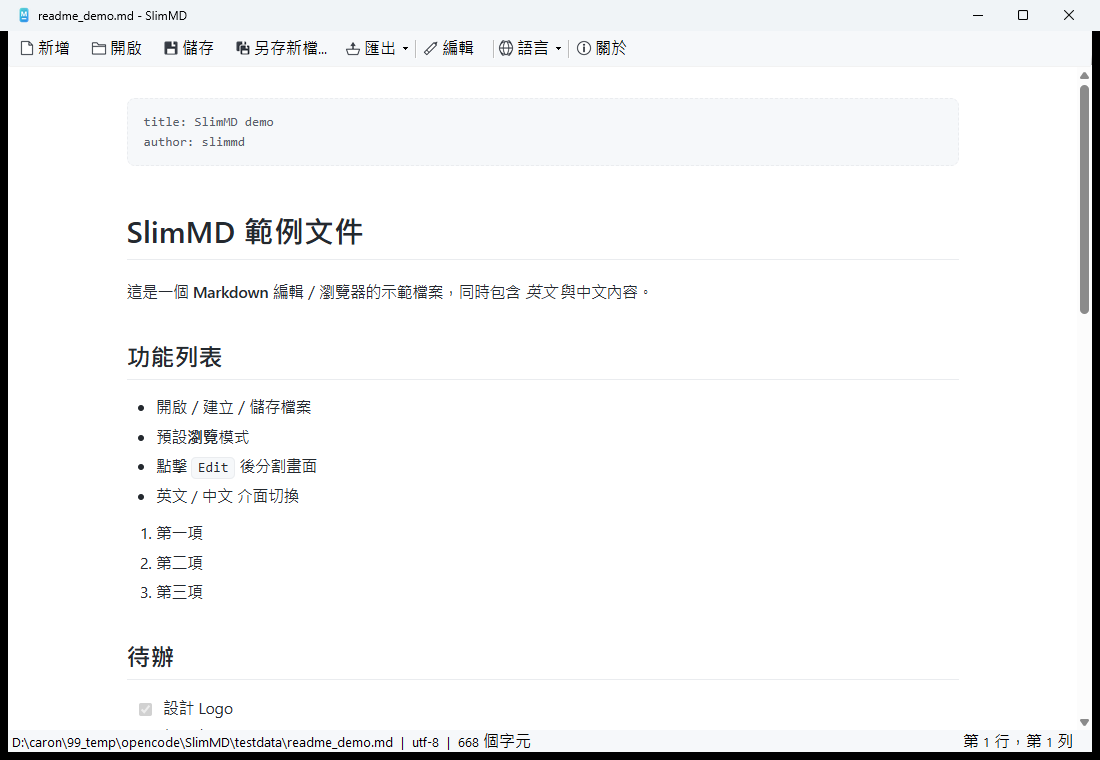 readme_demo.md - SlimMD
新增 開啟 儲存 另存新檔... 匯出 編輯 語言 關於
title: SlimMD demo
author: slimmd
SlimMD 範例文件
這是一個 Markdown 編輯 / 瀏覽器的示範檔案，同時包含 英文 與中文內容。
功能列表
• 開啟 / 建立 / 儲存檔案
• 預設瀏覽模式
• 點擊 Edit 後分割畫面
• 英文 / 中文 介面切換
1. 第一項
2. 第二項
3. 第三項
待辦
設計 Logo
D:\caron\99_temp\opencode\SlimMD\testdata\readme_demo.md | utf-8 | 668 個字元 第 1 行，第 1 列